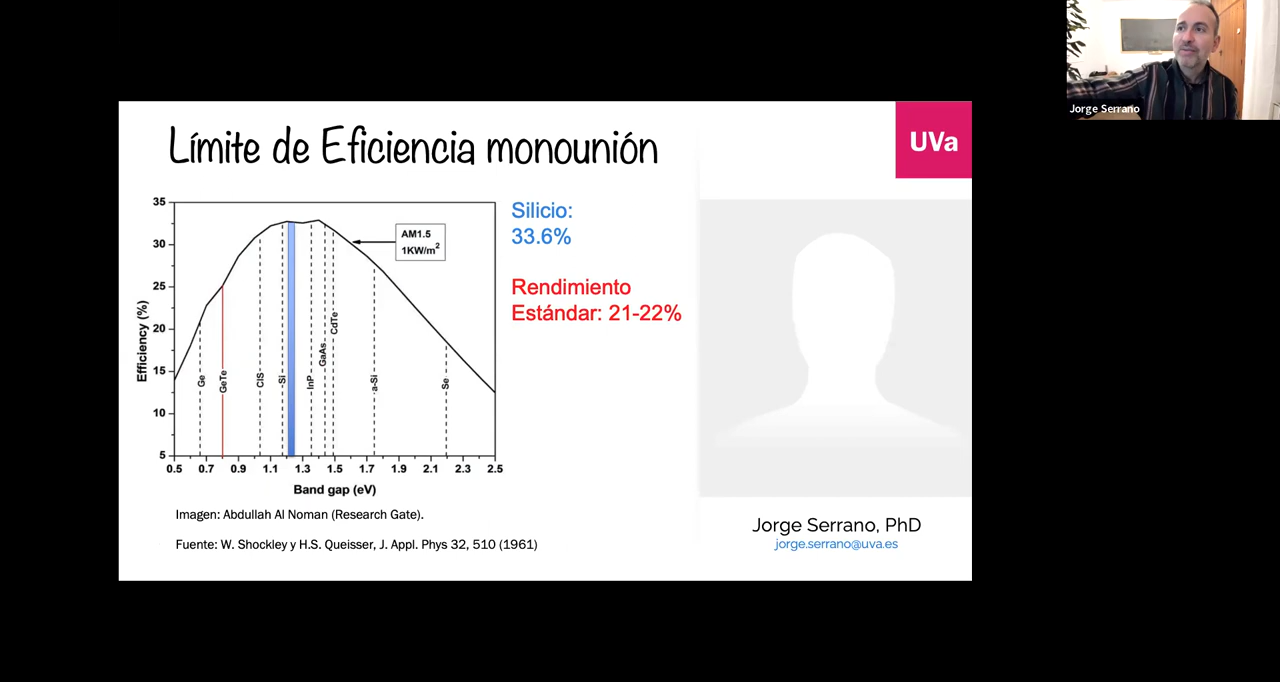 Jorge Serrano
Límite de Eficiencia monounión
UVa
35
30
25
20
15
10
5
Efficiency (%)
AM1.5
1KW/m²
Ge
GeTe
CIS
Si
InP
GaAs
CdTe
a-Si
Se
0.5 0.7 0.9 1.1 1.3 1.5 1.7 1.9 2.1 2.3 2.5
Band gap (eV)
Silicio:
33.6%
Rendimiento
Estándar: 21-22%
Imagen: Abdullah Al Noman (Research Gate).
Fuente: W. Shockley y H.S. Queisser, J. Appl. Phys 32, 510 (1961)
Jorge Serrano, PhD
jorge.serrano@uva.es